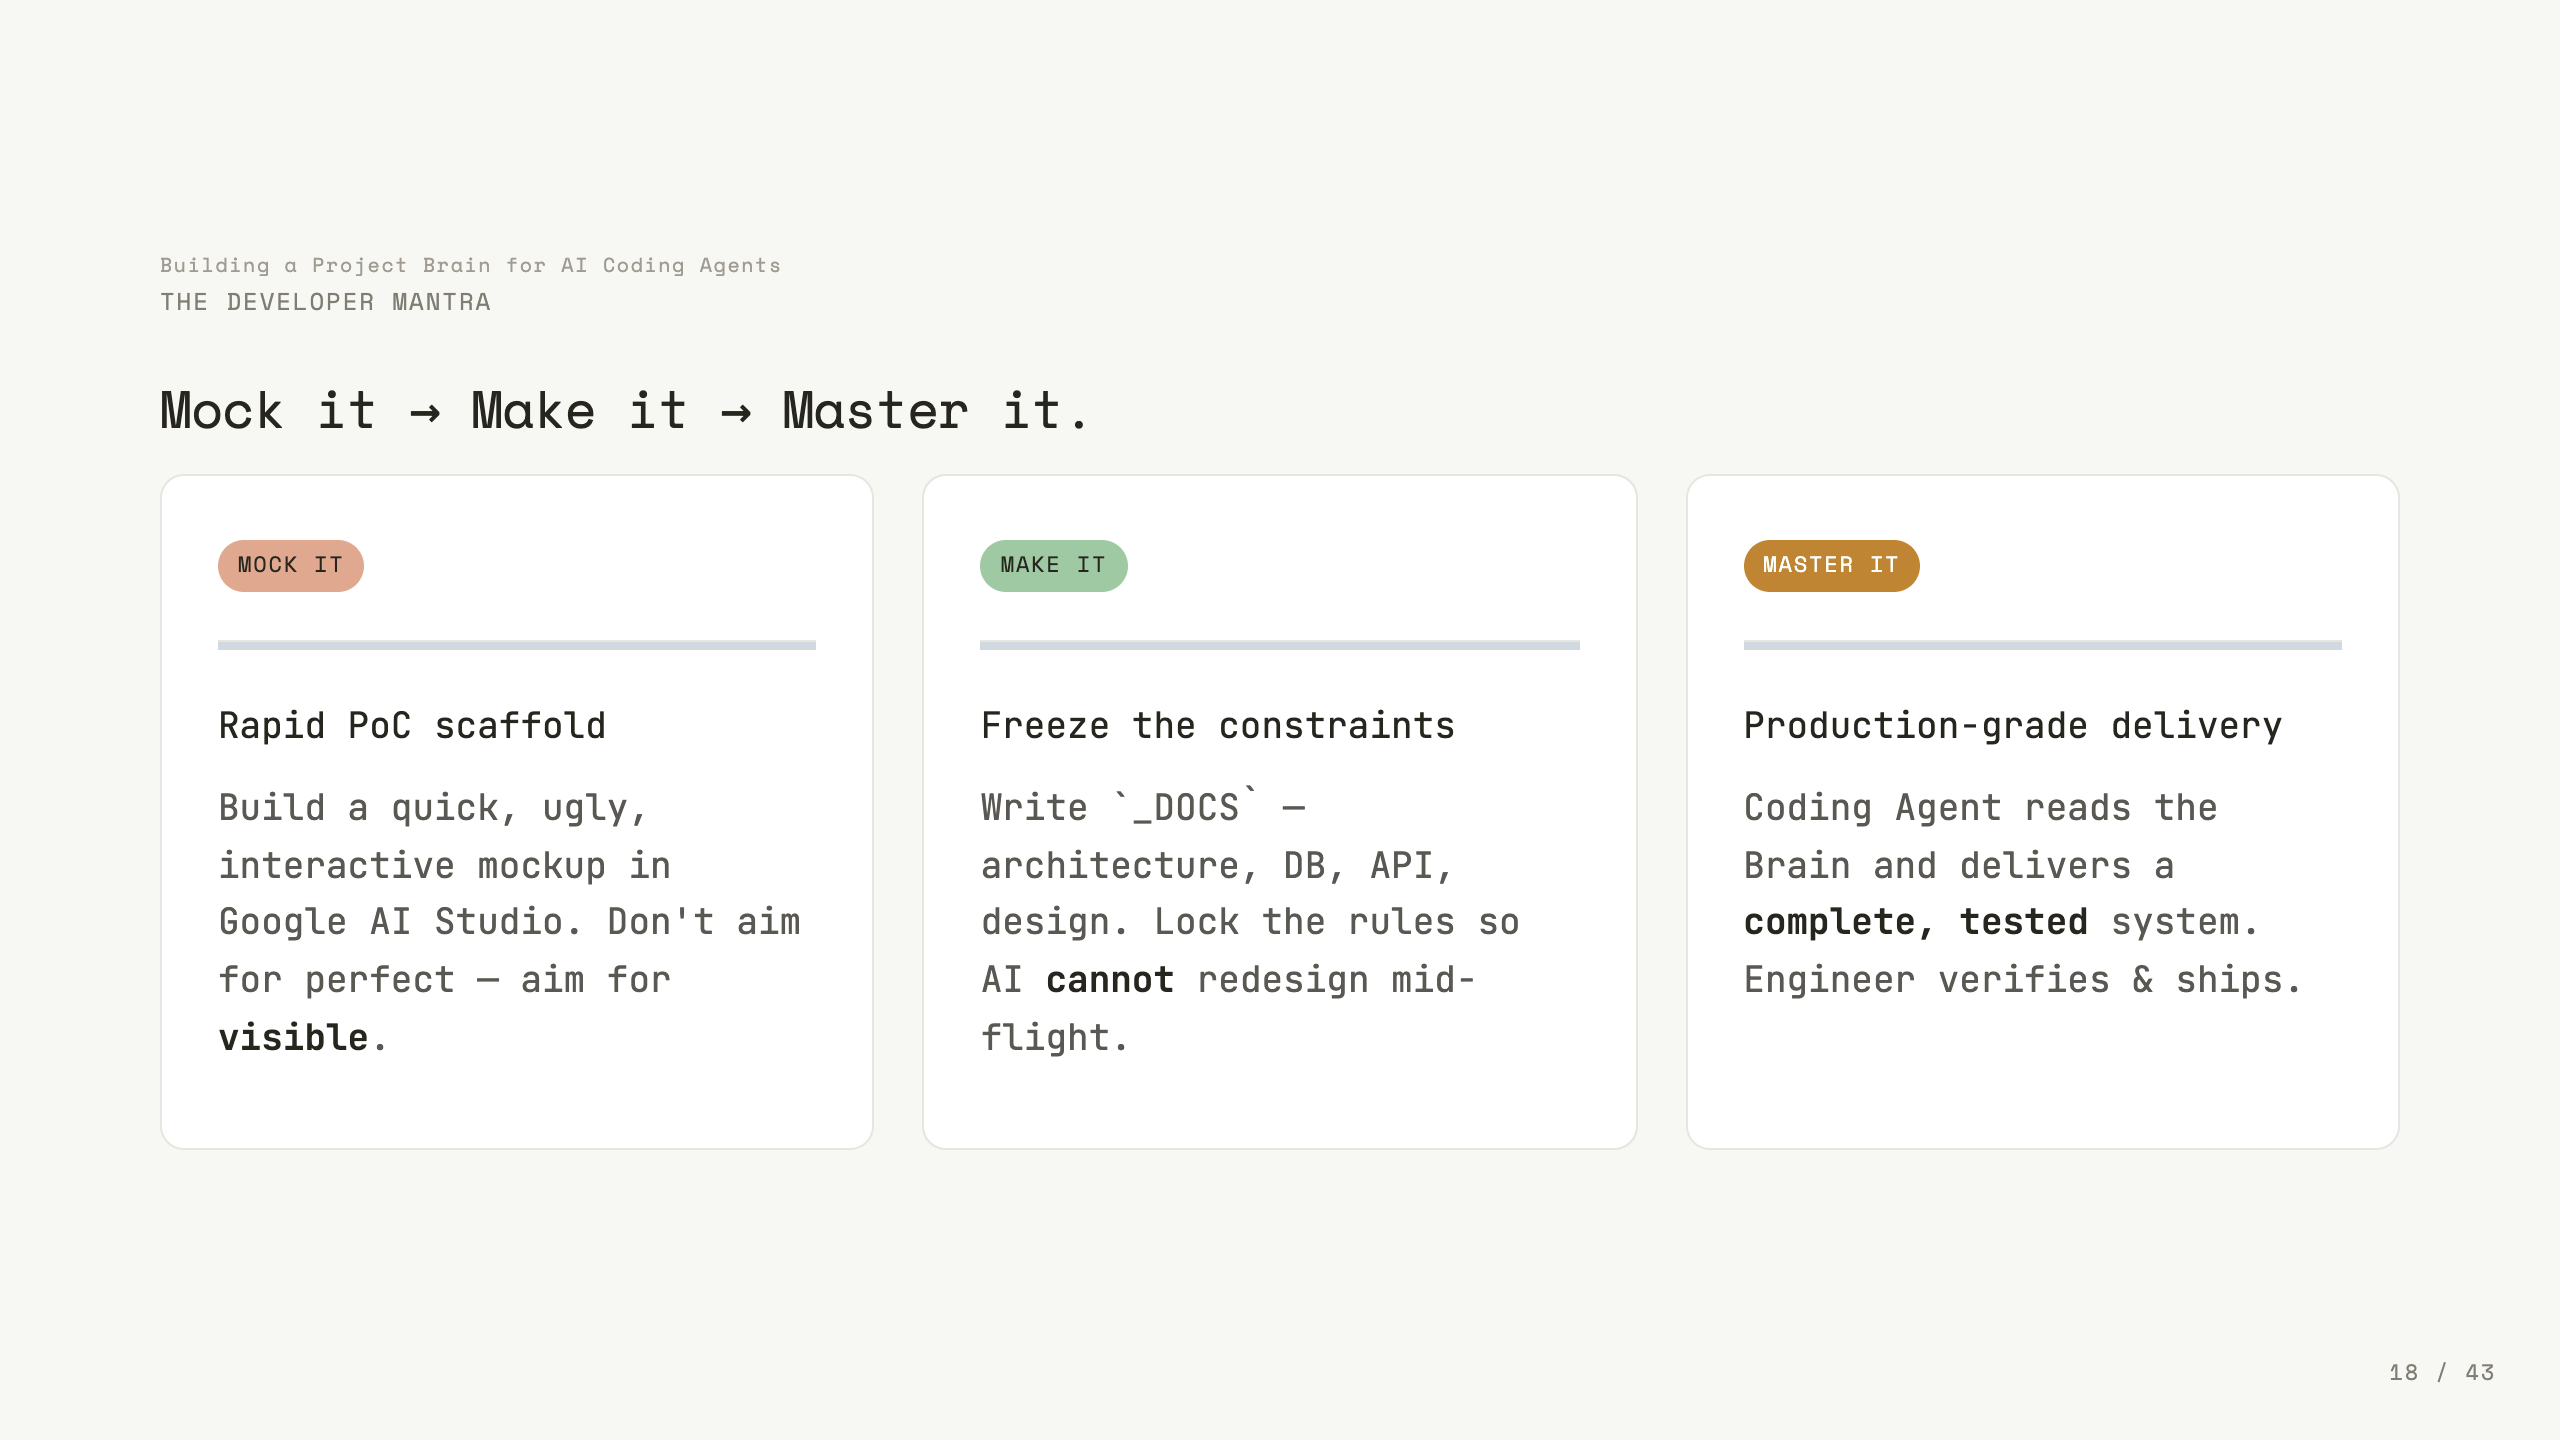 Building a Project Brain for AI Coding Agents
THE DEVELOPER MANTRA
Mock it → Make it → Master it.
MOCK IT
Rapid PoC scaffold
Build a quick, ugly,
interactive mockup in
Google AI Studio. Don't aim
for perfect — aim for
visible.
MAKE IT
Freeze the constraints
Write `_DOCS` —
architecture, DB, API,
design. Lock the rules so
AI cannot redesign mid-
flight.
MASTER IT
Production-grade delivery
Coding Agent reads the
Brain and delivers a
complete, tested system.
Engineer verifies & ships.
18 / 43